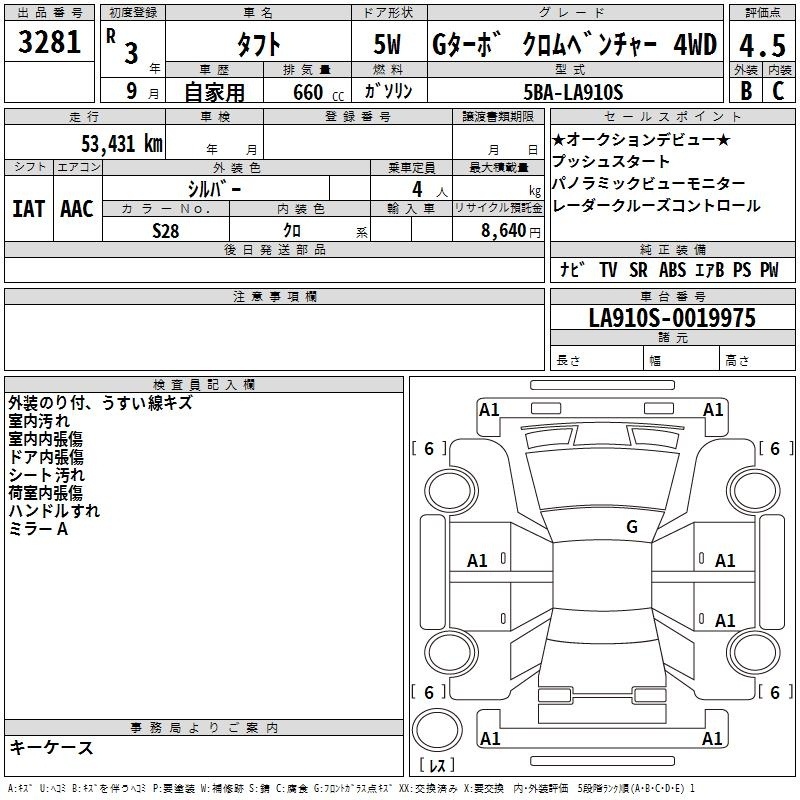 出品番号 初度登録 車名 ドア形状 グレード 評価点
3281 R 3 年 タフト 5W Gターボ クロムベンチャー 4WD 4.5
車歴 排気量 燃料 型式 外装 内装
9 月 自家用 660 CC ガソリン 5BA-LA910S B C
走行 車検 登録番号 譲渡書類期限 セールスポイント
53,431 km 年 月 月 日 ★オークションデビュー★
プッシュスタート
パノラミックビューモニター
レーダークルーズコントロール
シフト エアコン 外装色 乗車定員 最大積載量
IAT AAC シルバー 4 人 kg
カラーNo. 内装色 輸入車 リサイクル預託金
S28 クロ 系 8,640 円
後日発送部品 純正装備
ナビ TV SR ABS エアB PS PW
注意事項欄 車台番号
LA910S-0019975
諸元
長さ 幅 高さ
検査員記入欄
外装のり付、うすい線キズ
室内汚れ
室内内張傷
ドア内張傷
シート汚れ
荷室内張傷
ハンドルすれ
ミラーA
事務局よりご案内
キーケース
A1 A1
[ 6 ] [ 6 ]
G
A1 A1
A1
[ 6 ] [ 6 ]
A1 A1
[ レス ]
A:キズ U:ヘコミ B:キズを伴うヘコミ P:要塗装 W:補修跡 S:錆 C:腐食 G:フロントガラス点キズ XX:交換済み X:要交換 内・外装評価 5段階ランク順(A・B・C・D・E) 1